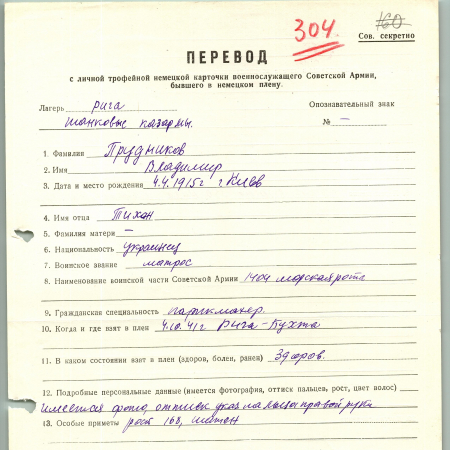 304.
160
Сов. секретно
ПЕРЕВОД
с личной трофейной немецкой карточки военнослужащего Советской Армии,
бывшего в немецком плену.
Лагерь Рига Опознавательный знак
танковые казармы. № —
1. Фамилия Прудников
2. Имя Владимир
3. Дата и место рождения 4.4.1915г г. Киев
4. Имя отца Тихон
5. Фамилия матери —
6. Национальность украинец
7. Воинское звание матрос
8. Наименование воинской части Советской Армии 1404 морская рота
9. Гражданская специальность парикмахер.
10. Когда и где взят в плен 4.10.41г Рига-Бухта
11. В каком состоянии взят в плен (здоров, болен, ранен) Здоров.
12. Подробные персональные данные (имеется фотография, оттиск пальцев, рост, цвет волос)
имеется фото, оттиск указ пальца правой руки
13. Особые приметы рост 168, шатен